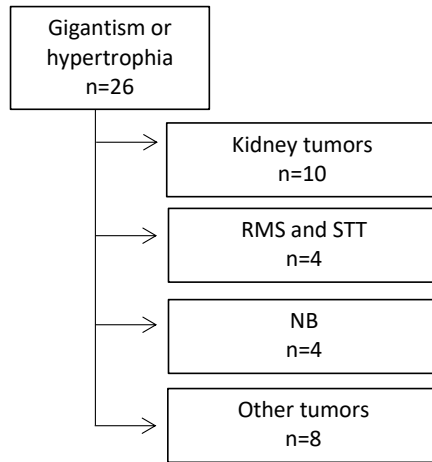 Gigantism or
hypertrophia
n=26
Kidney tumors
n=10
RMS and STT
n=4
NB
n=4
Other tumors
n=8